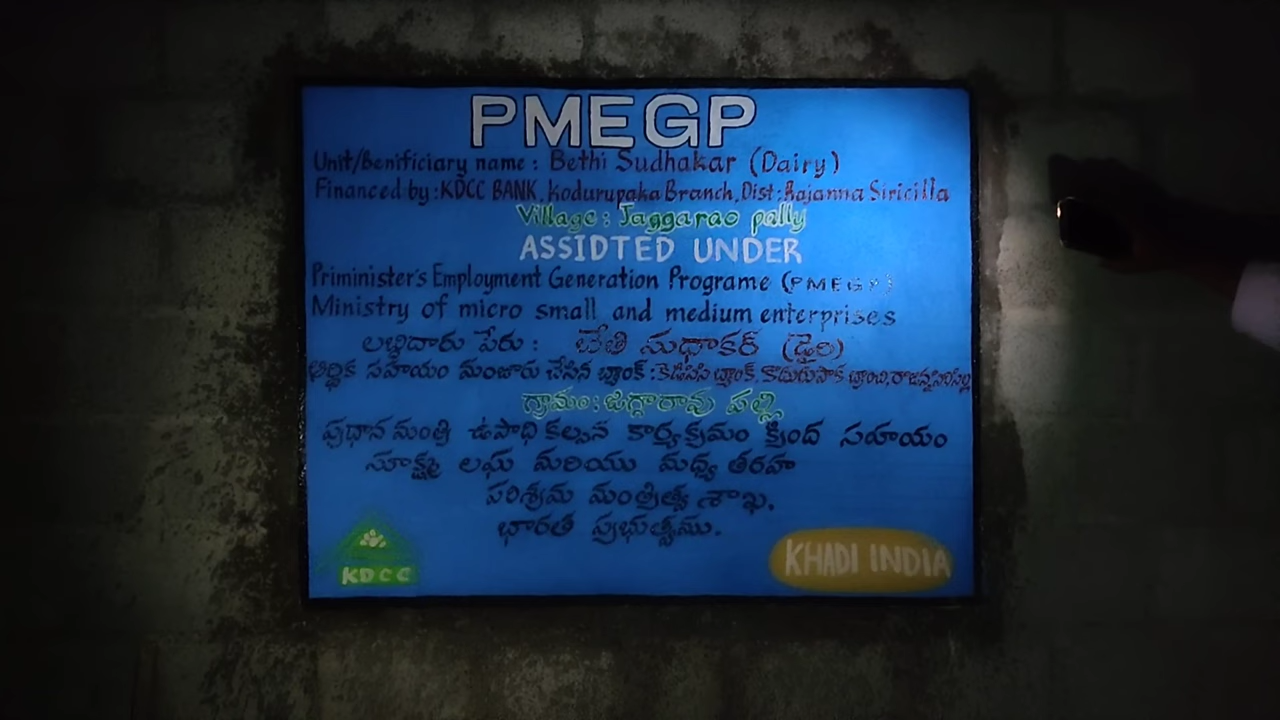 PMEGP
Unit/Benificiary name : Bethi Sudhakar (Dairy)
Financed by : KDCC BANK, Kodurupaka Branch, Dist : Rajanna Siricilla
Village : Jaggarao pally
ASSIDTED UNDER
Priminister's Employment Generation Programe (PMEGP)
Ministry of micro small and medium enterprises
లబ్ధిదారు పేరు : బేతి సుధాకర్ (డైరి)
ఆర్థిక సహాయం మంజూరు చేసిన బ్యాంక్ : కెడిసిసి బ్యాంక్, కొదురుపాక బ్రాంచి,
గ్రామం : జగ్గారావు పల్లి
ప్రధాన మంత్రి ఉపాధి కల్పన కార్యక్రమం క్రింద సహాయం
సూక్ష్మ లఘు మరియు మధ్య తరహా
పరిశ్రమ మంత్రిత్వ శాఖ.
భారత ప్రభుత్వము.
KDCC
KHADI INDIA